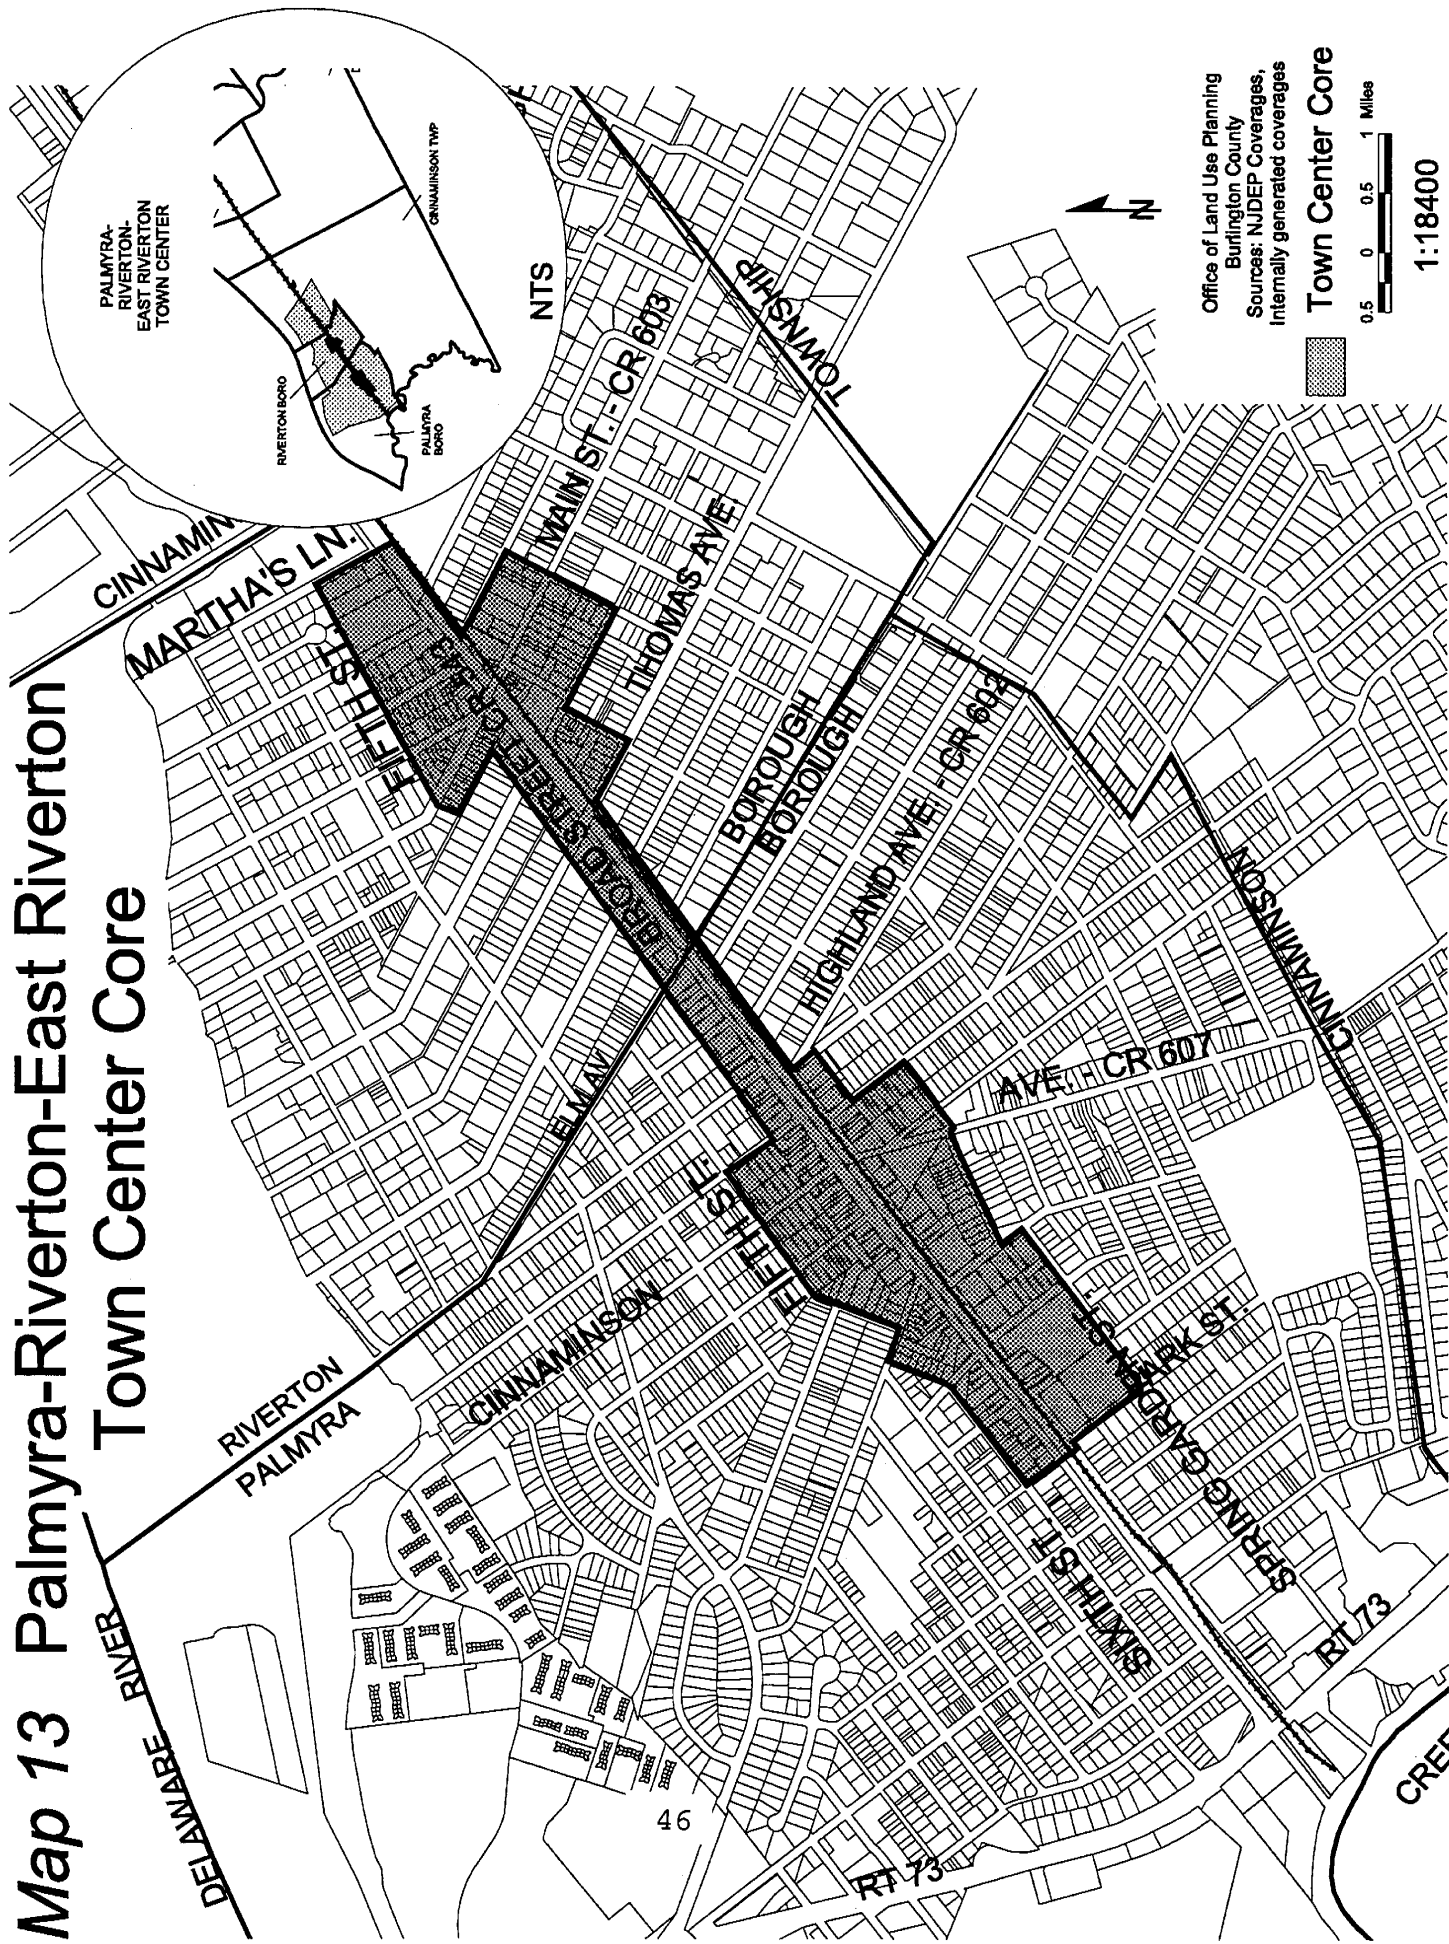 Map 13 Palmyra-Riverton-East Riverton
Town Center Core
DELAWARE RIVER
RIVERTON
PALMYRA
CINNAMIN
MARTHA'S LN.
FIFTH ST.
PALMYRA-
RIVERTON-
EAST RIVERTON
TOWN CENTER
RIVERTON BORO
PALMYRA
BORO
CINNAMINSON TWP
NTS
MAIN ST. - CR 603
THOMAS AVE.
TOWNSHIP
BROAD STREET CR 543
BOROUGH
BOROUGH
ELM AV
CINNAMINSON
FIFTH ST.
HIGHLAND AVE. - CR 602
AVE. - CR 607
CINNAMINSON
SPRING GARDEN ST.
PARK ST.
SIXTH ST.
RT 73
RT 73
46
N
Office of Land Use Planning
Burlington County
Sources: NJDEP Coverages,
Internally generated coverages
Town Center Core
0.5 0 0.5 1 Miles
1:18400